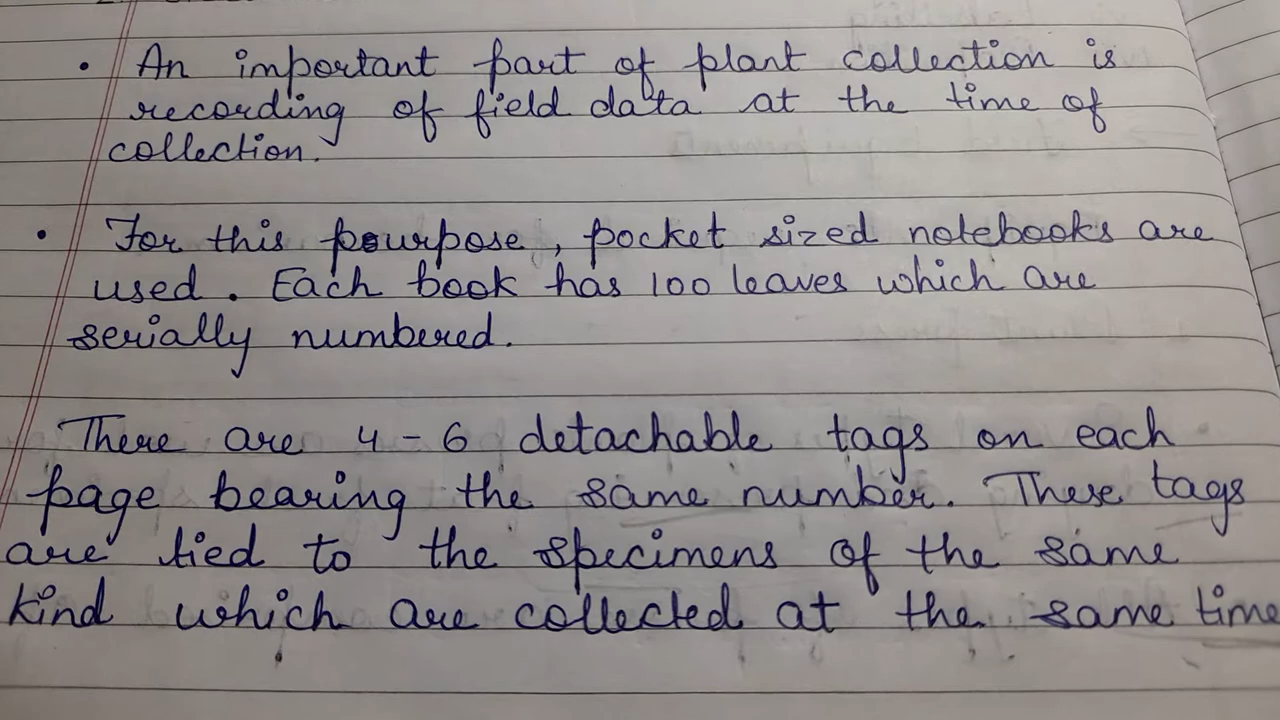 • An important part of plant collection is
recording of field data at the time of
collection.
• For this pourpose, pocket sized notebooks are
used. Each book has 100 leaves which are
serially numbered.
There are 4-6 detachable tags on each
page bearing the same number. These tags
are tied to the specimens of the same
kind which are collected at the same time